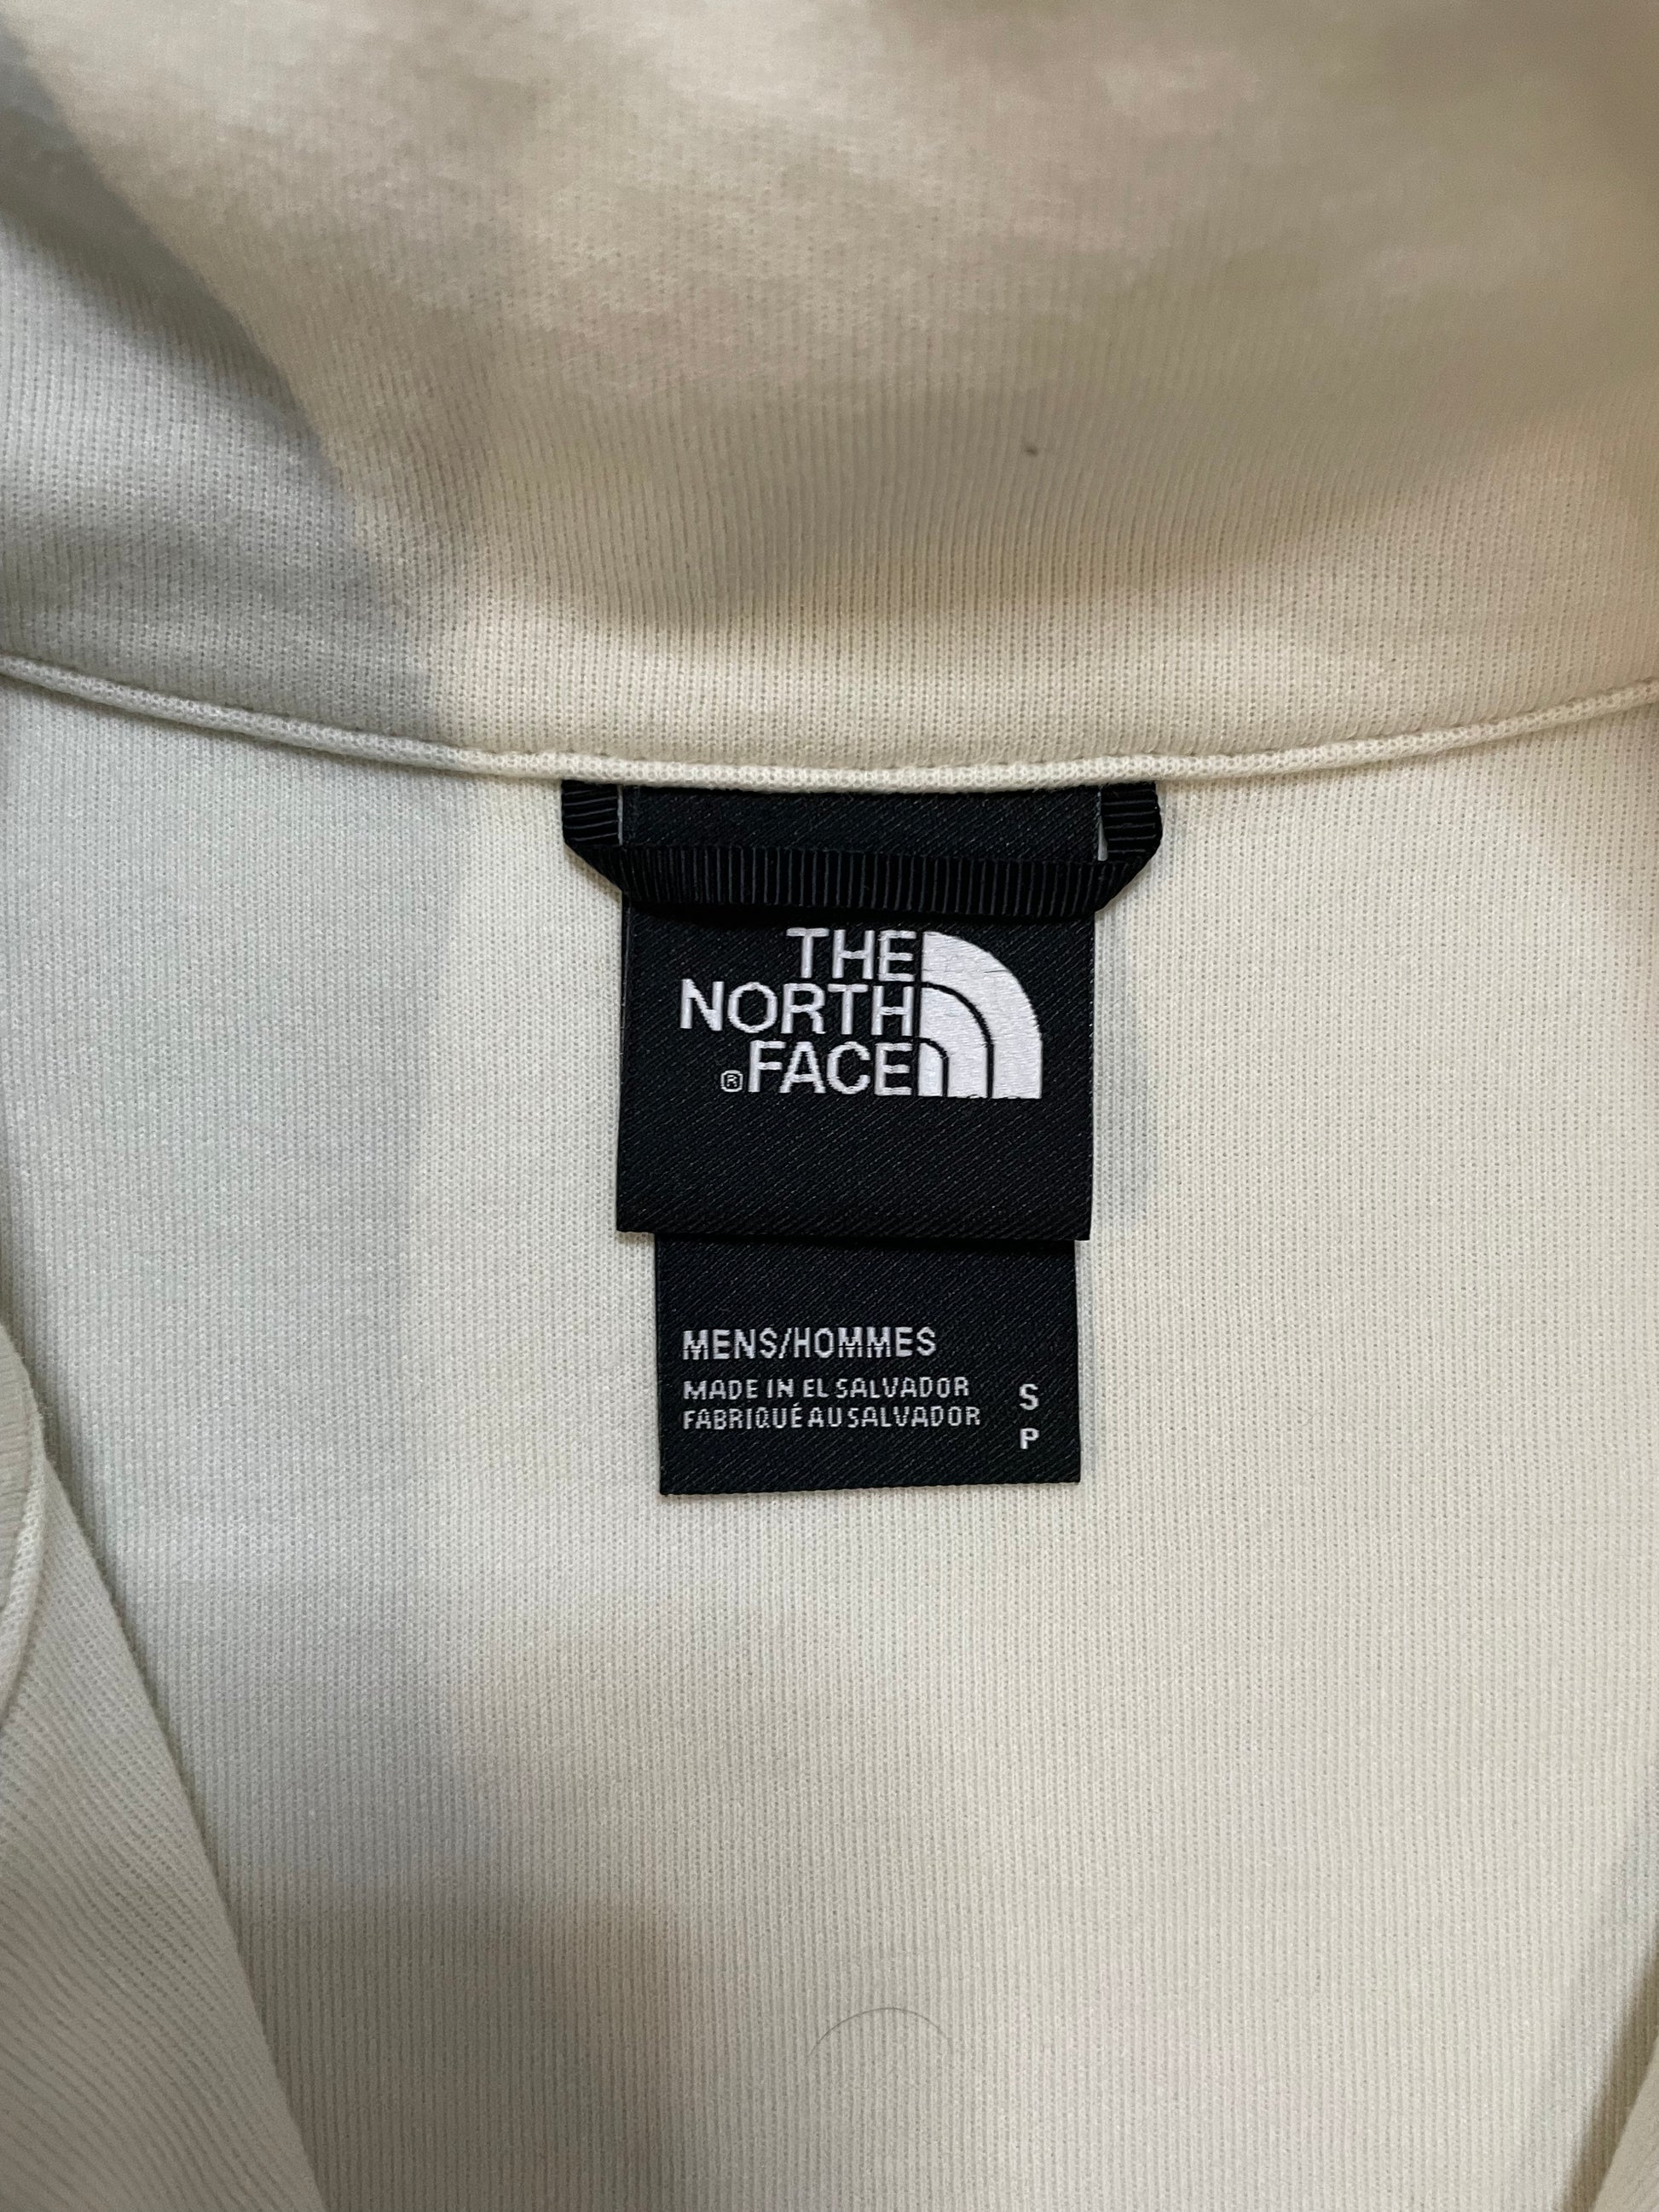 THE
NORTH
®FACE
MENS/HOMMES
MADE IN EL SALVADOR
FABRIQUÉ AU SALVADOR
S
P